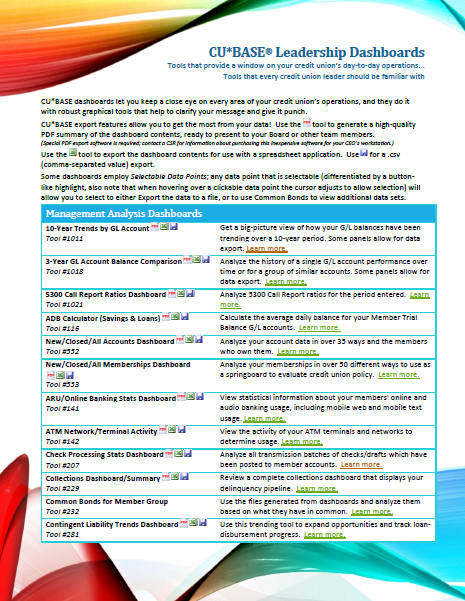 CU*BASE® Leadership Dashboards
Tools that provide a window on your credit union's day-to-day operations...
Tools that every credit union leader should be familiar with
CU*BASE dashboards let you keep a close eye on every area of your credit union's operations, and they do it
with robust graphical tools that help to clarify your message and give it punch.
CU*BASE export features allow you to get the most from your data! Use the tool to generate a high-quality
PDF summary of the dashboard contents, ready to present to your Board or other team members.
(Special PDF export software is required; contact a CSR for information about purchasing this inexpensive software for your CEO's workstation.)
Use the tool to export the dashboard contents for use with a spreadsheet application. Use for a .csv
(comma-separated value) export.
Some dashboards employ Selectable Data Points; any data point that is selectable (differentiated by a button-
like highlight, also note that when hovering over a clickable data point the cursor adjusts to allow selection) will
allow you to select to either Export the data to a file, or to use Common Bonds to view additional data sets.
Management Analysis Dashboards
10-Year Trends by GL Account
Tool #1011
Get a big-picture view of how your G/L balances have been
trending over a 10-year period. Some panels allow for data
export. Learn more.
3-Year GL Account Balance Comparison
Tool #1018
Analyze the history of a single G/L account performance over
time or for a group of similar accounts. Some panels allow for
data export. Learn more.
5300 Call Report Ratios Dashboard
Tool #1021
Analyze 5300 Call Report ratios for the period entered. Learn
more.
ADB Calculator (Savings & Loans)
Tool #116
Calculate the average daily balance for your Member Trial
Balance G/L accounts. Learn more.
New/Closed/All Accounts Dashboard
Tool #552
Analyze your account data in over 35 ways and the members
who own them. Learn more.
New/Closed/All Memberships Dashboard
Tool #553
Analyze your memberships in over 50 different ways to use as
a springboard to evaluate credit union policy. Learn more.
ARU/Online Banking Stats Dashboard
Tool #141
View statistical information about your members' online and
audio banking usage, including mobile web and mobile text
usage. Learn more.
ATM Network/Terminal Activity
Tool #142
View the activity of your ATM terminals and networks to
determine usage. Learn more.
Check Processing Stats Dashboard
Tool #207
Analyze all transmission batches of checks/drafts which have
been posted to member accounts. Learn more.
Collections Dashboard/Summary
Tool #229
Review a complete collections dashboard that displays your
delinquency pipeline. Learn more.
Common Bonds for Member Group
Tool #232
Use the files generated from dashboards and analyze them
based on what they have in common. Learn more.
Contingent Liability Trends Dashboard
Tool #281
Use this trending tool to expand opportunities and track loan-
disbursement progress. Learn more.